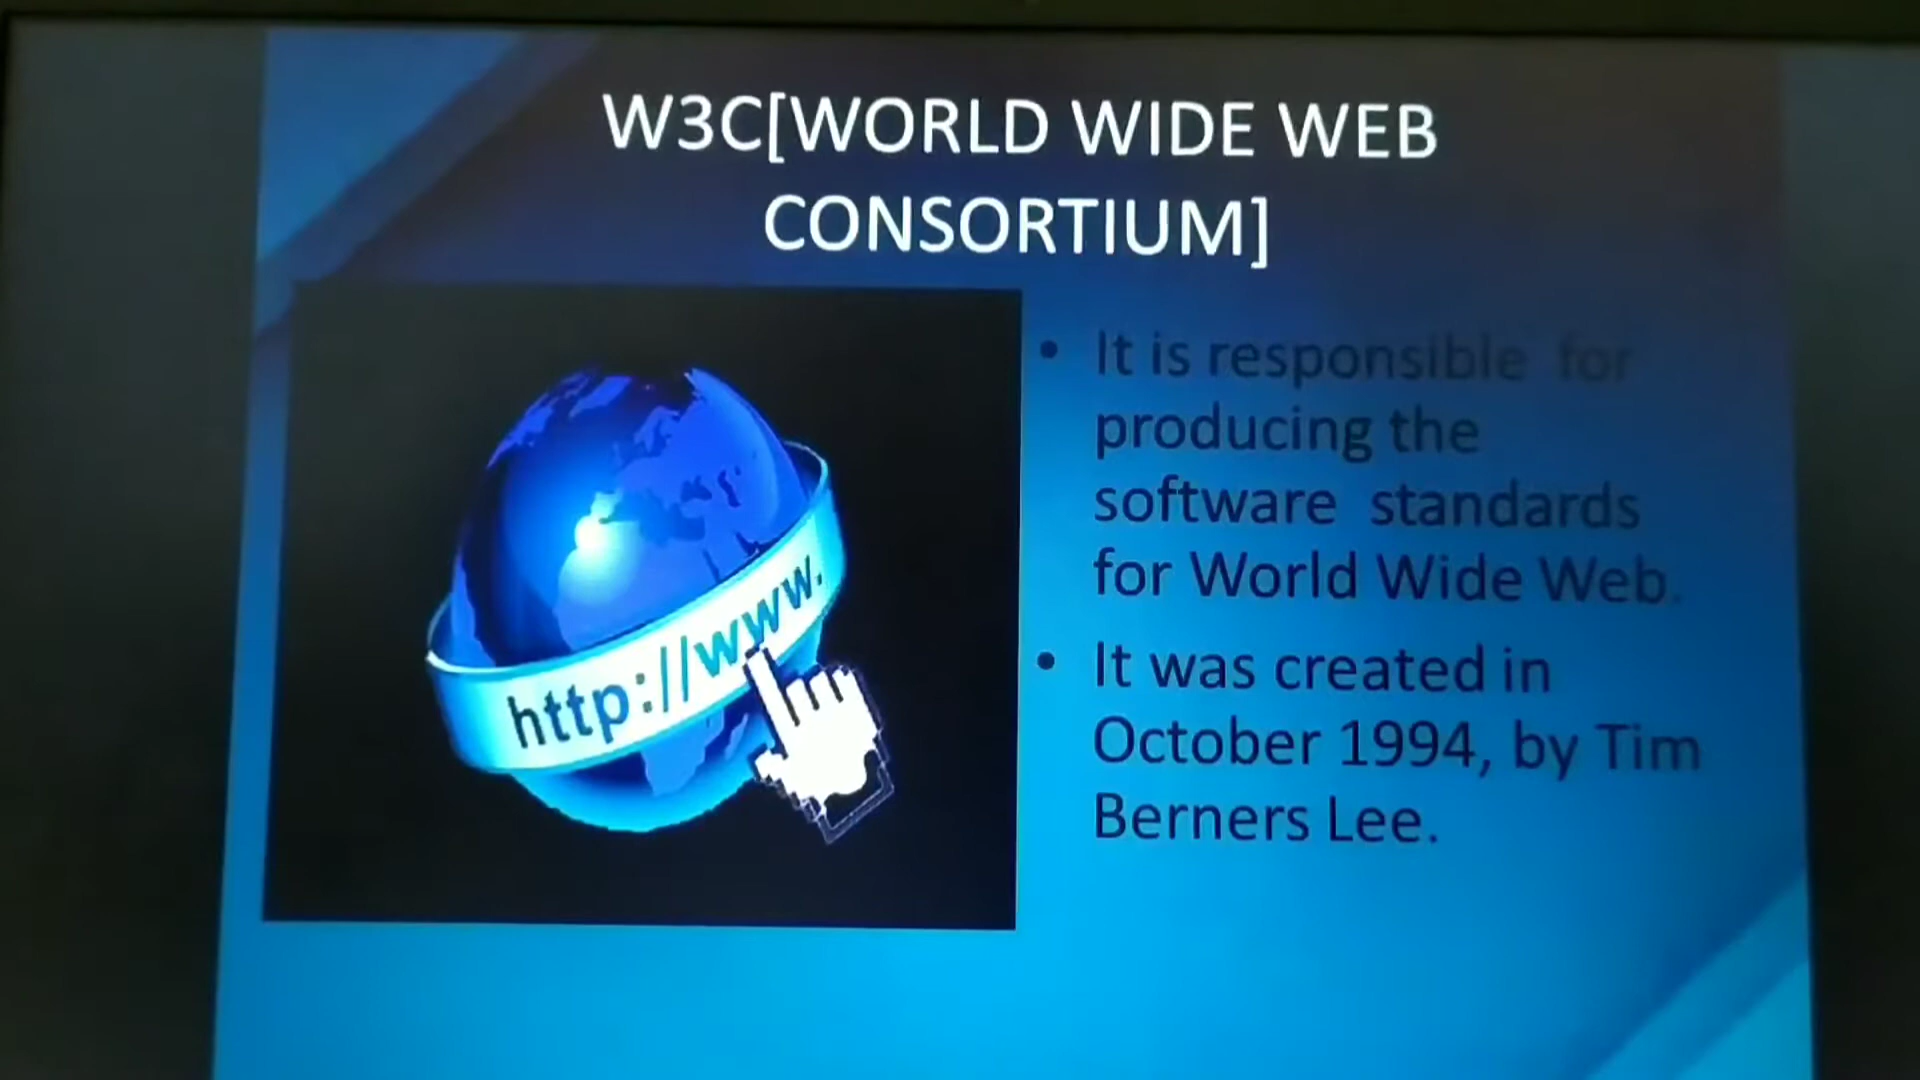 W3C[WORLD WIDE WEB
CONSORTIUM]
http://www.
• It is responsible for
producing the
software standards
for World Wide Web.
• It was created in
October 1994, by Tim
Berners Lee.